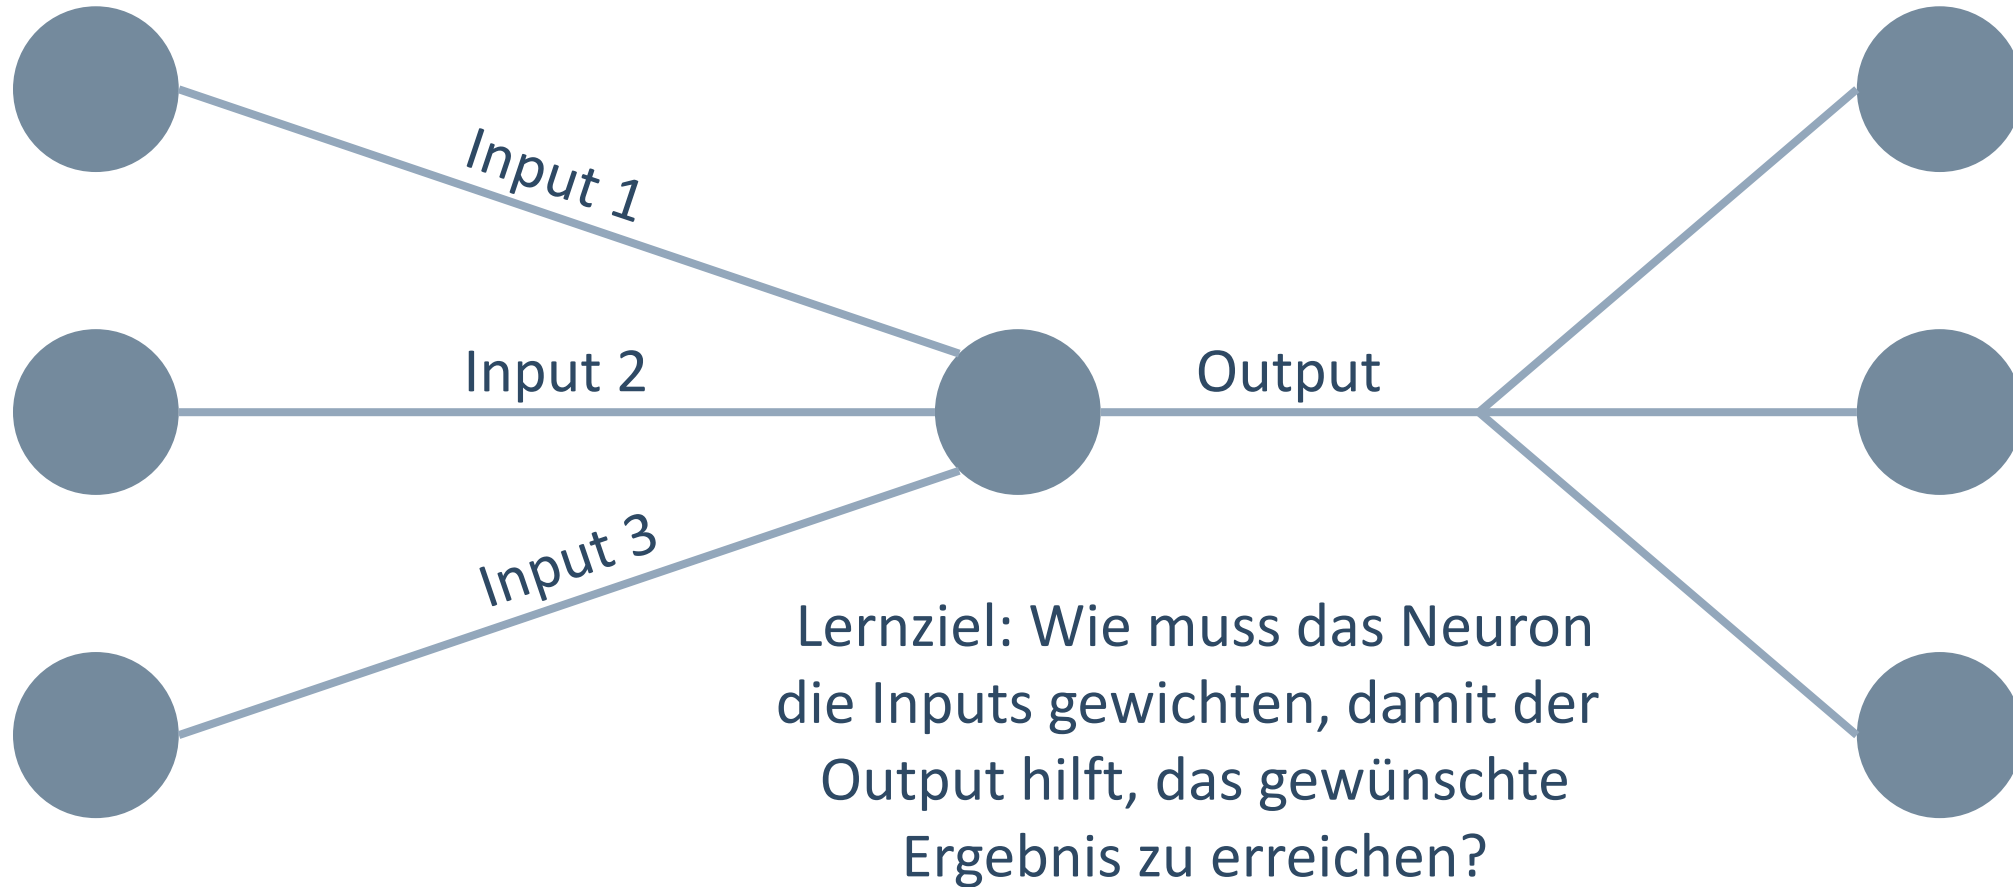 Input 1
Input 2
Output
Input 3
Lernziel: Wie muss das Neuron
die Inputs gewichten, damit der
Output hilft, das gewünschte
Ergebnis zu erreichen?